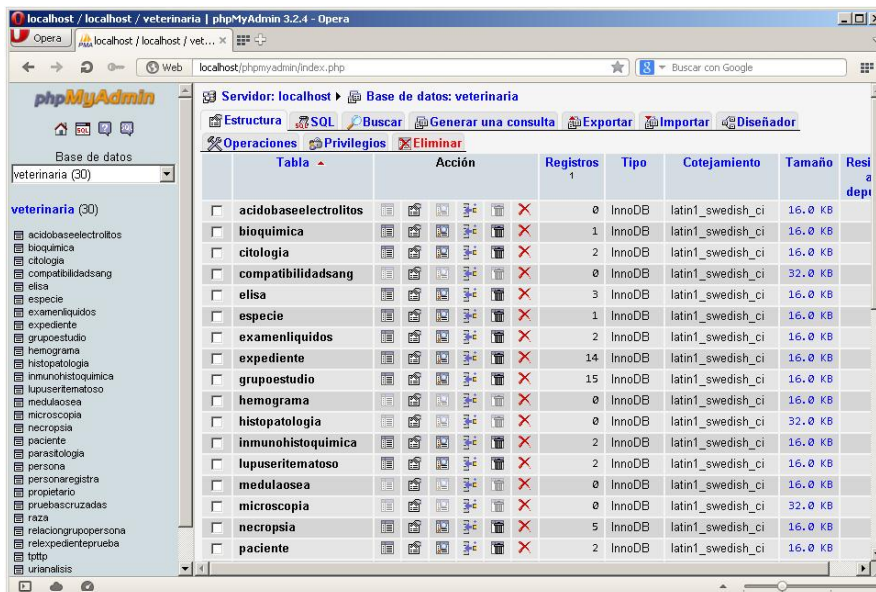 localhost / localhost / veterinaria | phpMyAdmin 3.2.4 - Opera
Opera
localhost / localhost / vet...
Web
localhost/phpmyadmin/index.php
Buscar con Google
phpMyAdmin
Base de datos
veterinaria (30)
veterinaria (30)
acidobaseelectrolitos
bioquimica
citologia
compatibilidadsang
elisa
especie
examenliquidos
expediente
grupoestudio
hemograma
histopatologia
inmunohistoquimica
lupuseritematoso
medulaosea
microscopia
necropsia
paciente
parasitologia
persona
personaregistra
propietario
pruebascruzadas
raza
relaciongrupopersona
relexpedienteprueba
tpttp
urianalisis
Servidor: localhost Base de datos: veterinaria
Estructura SQL Buscar Generar una consulta Exportar Importar Diseñador
Operaciones Privilegios Eliminar
Tabla Acción Registros 1 Tipo Cotejamiento Tamaño Resi a depu
acidobaseelectrolitos 0 InnoDB latin1_swedish_ci 16.0 KB
bioquimica 1 InnoDB latin1_swedish_ci 16.0 KB
citologia 2 InnoDB latin1_swedish_ci 16.0 KB
compatibilidadsang 0 InnoDB latin1_swedish_ci 32.0 KB
elisa 3 InnoDB latin1_swedish_ci 16.0 KB
especie 1 InnoDB latin1_swedish_ci 16.0 KB
examenliquidos 2 InnoDB latin1_swedish_ci 16.0 KB
expediente 14 InnoDB latin1_swedish_ci 16.0 KB
grupoestudio 15 InnoDB latin1_swedish_ci 16.0 KB
hemograma 0 InnoDB latin1_swedish_ci 16.0 KB
histopatologia 0 InnoDB latin1_swedish_ci 32.0 KB
inmunohistoquimica 2 InnoDB latin1_swedish_ci 16.0 KB
lupuseritematoso 2 InnoDB latin1_swedish_ci 16.0 KB
medulaosea 0 InnoDB latin1_swedish_ci 16.0 KB
microscopia 0 InnoDB latin1_swedish_ci 32.0 KB
necropsia 5 InnoDB latin1_swedish_ci 16.0 KB
paciente 2 InnoDB latin1_swedish_ci 16.0 KB